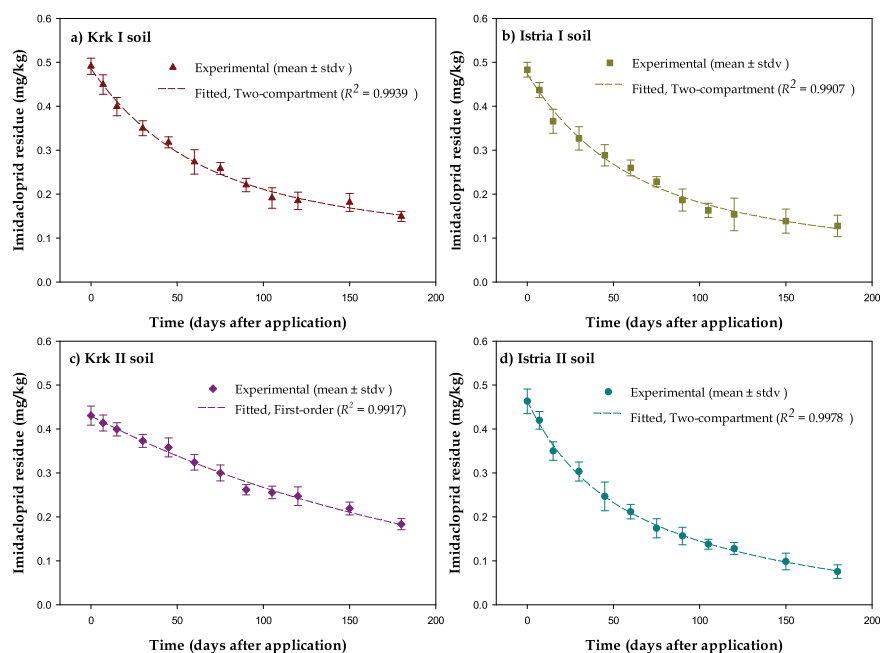 a) Krk I soil
Experimental (mean ± stdv )
Fitted, Two-compartment (R² = 0.9939 )
Imidacloprid residue (mg/kg)
0.6
0.5
0.4
0.3
0.2
0.1
0.0
0 50 100 150 200
Time (days after application)
b) Istria I soil
Experimental (mean ± stdv )
Fitted, Two-compartment (R² = 0.9907 )
Imidacloprid residue (mg/kg)
0.6
0.5
0.4
0.3
0.2
0.1
0.0
0 50 100 150 200
Time (days after application)
c) Krk II soil
Experimental (mean ± stdv )
Fitted, First-order (R² = 0.9917)
Imidacloprid residue (mg/kg)
0.6
0.5
0.4
0.3
0.2
0.1
0.0
0 50 100 150 200
Time (days after application)
d) Istria II soil
Experimental (mean ± stdv )
Fitted, Two-compartment (R² = 0.9978 )
Imidacloprid residue (mg/kg)
0.6
0.5
0.4
0.3
0.2
0.1
0.0
0 50 100 150 200
Time (days after application)